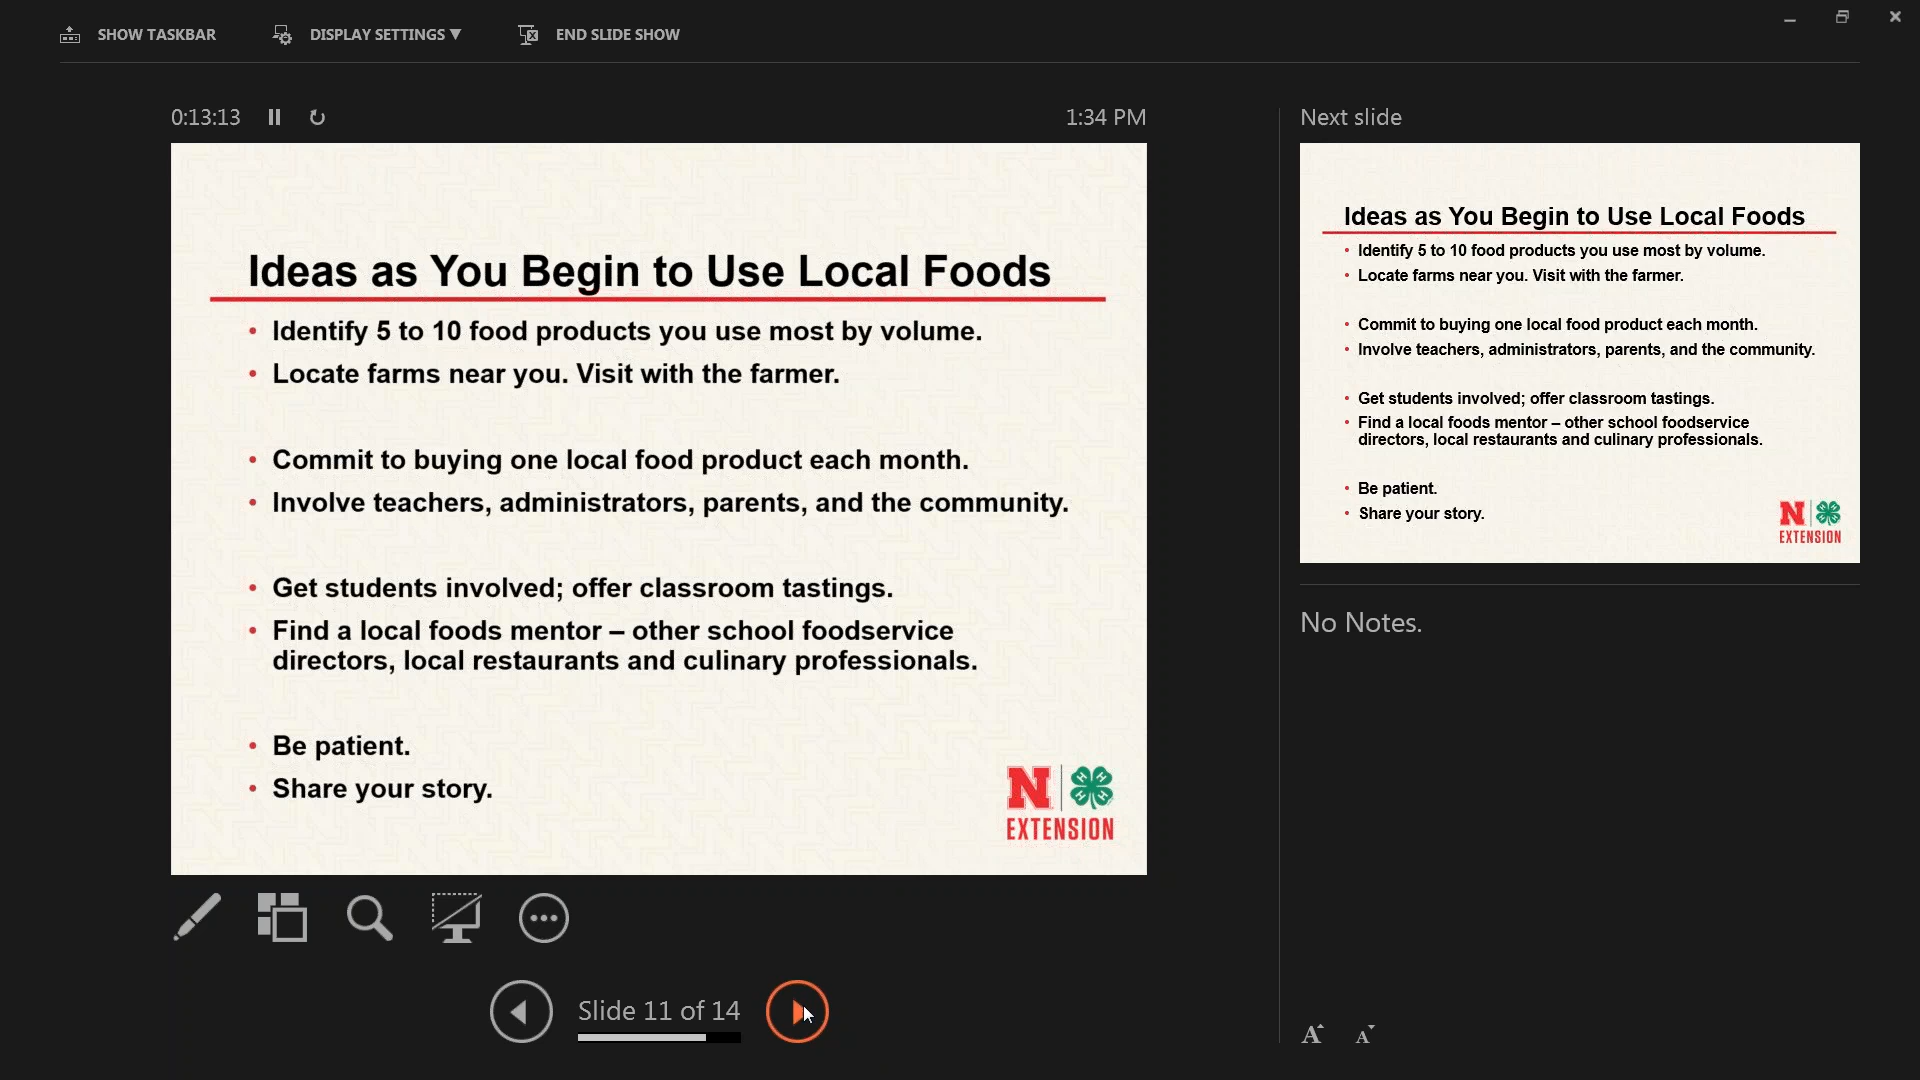 SHOW TASKBAR
DISPLAY SETTINGS ▼
END SLIDE SHOW
0:13:13
1:34 PM
Ideas as You Begin to Use Local Foods
• Identify 5 to 10 food products you use most by volume.
• Locate farms near you. Visit with the farmer.
• Commit to buying one local food product each month.
• Involve teachers, administrators, parents, and the community.
• Get students involved; offer classroom tastings.
• Find a local foods mentor – other school foodservice
directors, local restaurants and culinary professionals.
• Be patient.
• Share your story.
N
H H H H
EXTENSION
Slide 11 of 14
Next slide
Ideas as You Begin to Use Local Foods
• Identify 5 to 10 food products you use most by volume.
• Locate farms near you. Visit with the farmer.
• Commit to buying one local food product each month.
• Involve teachers, administrators, parents, and the community.
• Get students involved; offer classroom tastings.
• Find a local foods mentor – other school foodservice
directors, local restaurants and culinary professionals.
• Be patient.
• Share your story.
N
H H H H
EXTENSION
No Notes.
A A